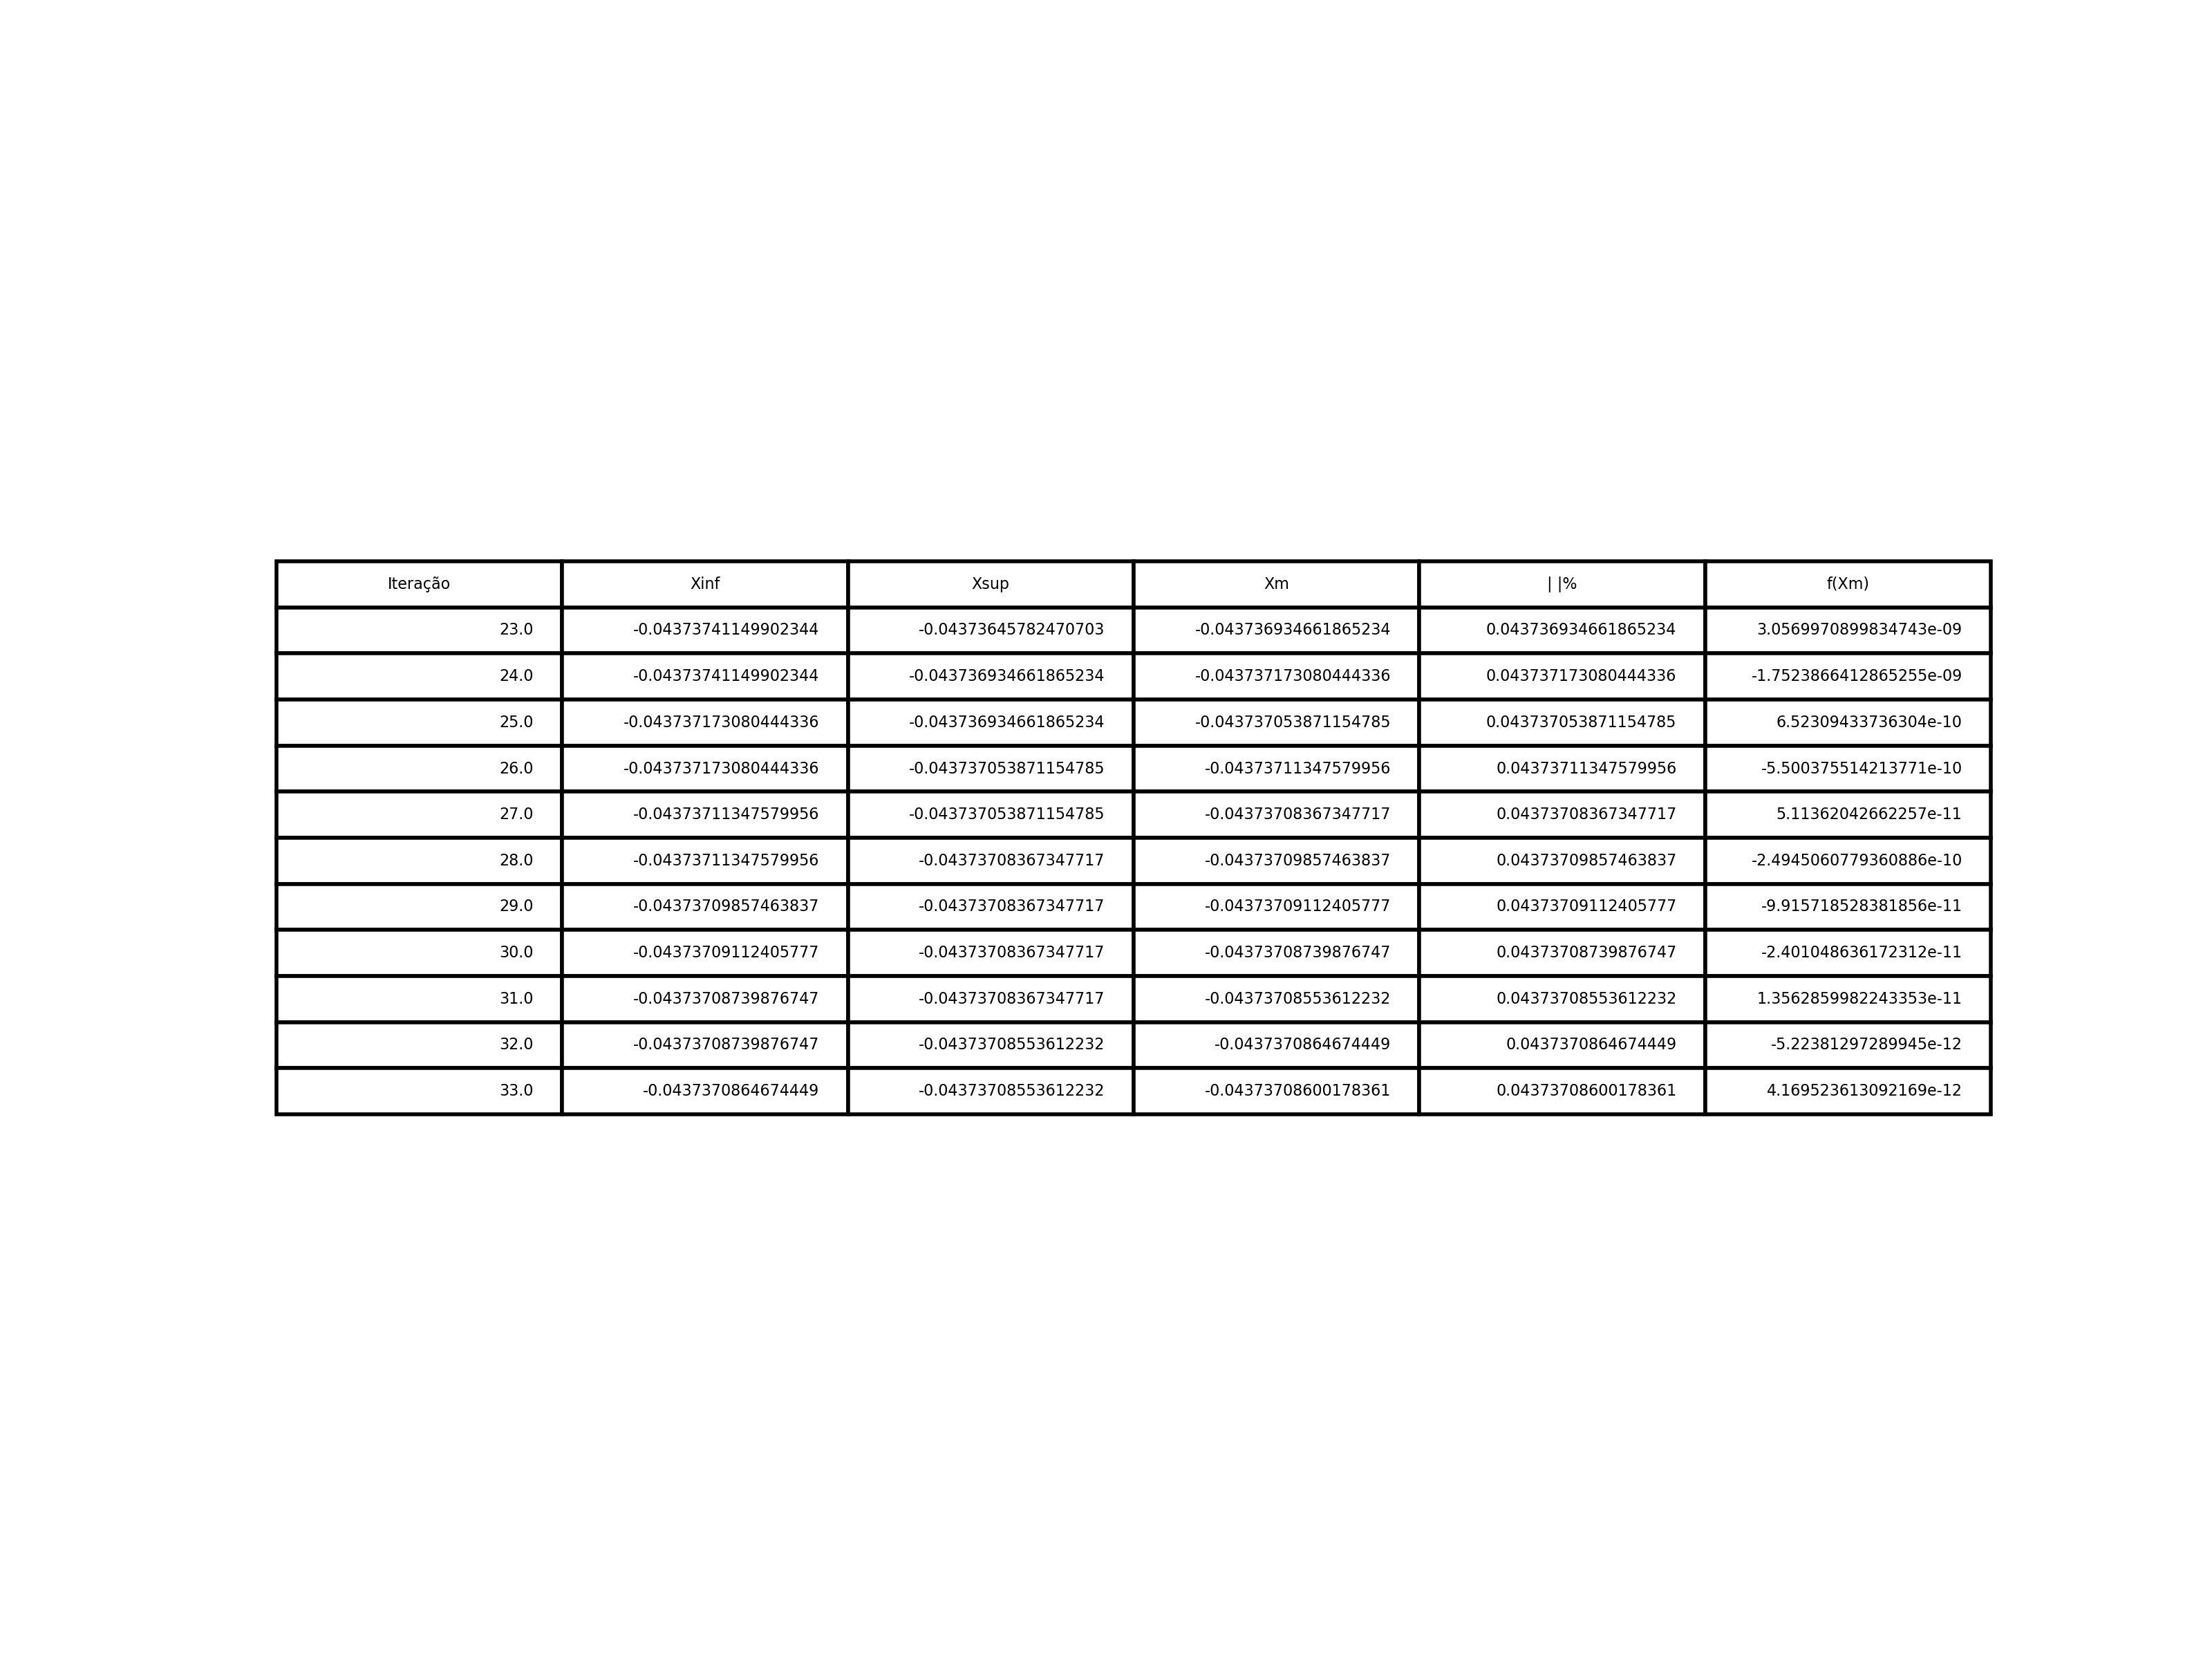 Iteração Xinf Xsup Xm | |% f(Xm)
23.0 -0.04373741149902344 -0.04373645782470703 -0.043736934661865234 0.043736934661865234 3.0569970899834743e-09
24.0 -0.04373741149902344 -0.043736934661865234 -0.043737173080444336 0.043737173080444336 -1.7523866412865255e-09
25.0 -0.043737173080444336 -0.043736934661865234 -0.043737053871154785 0.043737053871154785 6.52309433736304e-10
26.0 -0.043737173080444336 -0.043737053871154785 -0.04373711347579956 0.04373711347579956 -5.500375514213771e-10
27.0 -0.04373711347579956 -0.043737053871154785 -0.04373708367347717 0.04373708367347717 5.11362042662257e-11
28.0 -0.04373711347579956 -0.04373708367347717 -0.04373709857463837 0.04373709857463837 -2.4945060779360886e-10
29.0 -0.04373709857463837 -0.04373708367347717 -0.04373709112405777 0.04373709112405777 -9.915718528381856e-11
30.0 -0.04373709112405777 -0.04373708367347717 -0.04373708739876747 0.04373708739876747 -2.401048636172312e-11
31.0 -0.04373708739876747 -0.04373708367347717 -0.04373708553612232 0.04373708553612232 1.3562859982243353e-11
32.0 -0.04373708739876747 -0.04373708553612232 -0.0437370864674449 0.0437370864674449 -5.22381297289945e-12
33.0 -0.0437370864674449 -0.04373708553612232 -0.04373708600178361 0.04373708600178361 4.169523613092169e-12